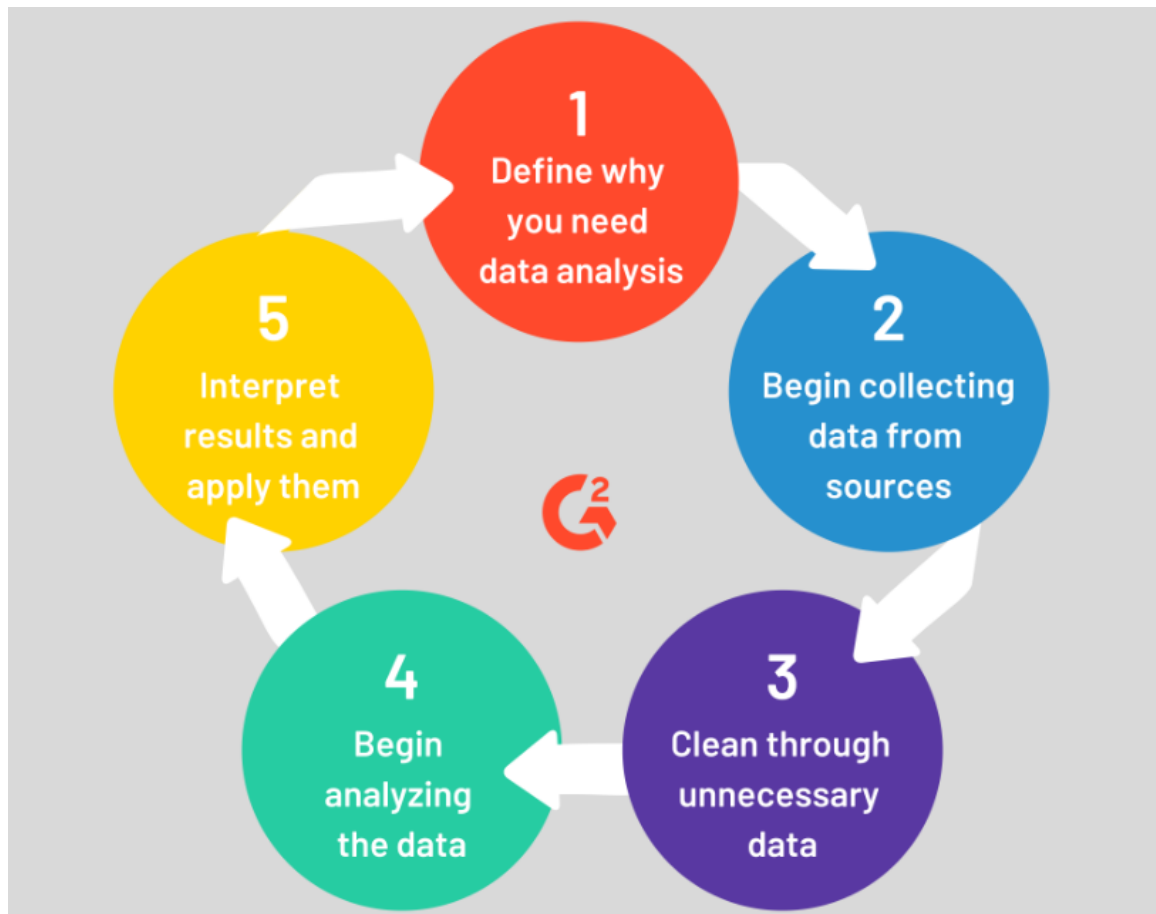 1
Define why
you need
data analysis
2
Begin collecting
data from
sources
3
Clean through
unnecessary
data
4
Begin
analyzing
the data
5
Interpret
results and
apply them
G2